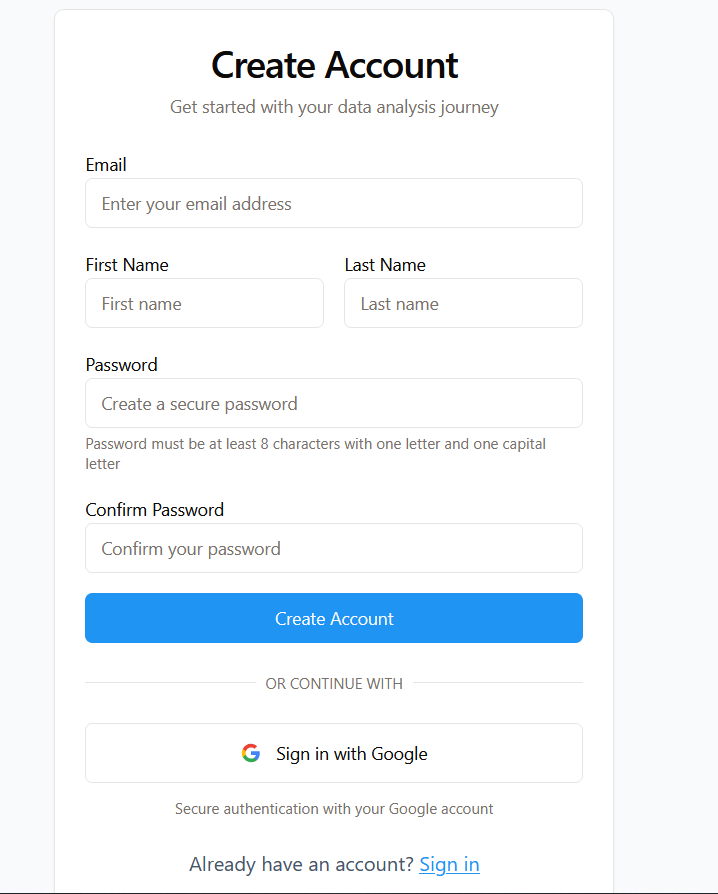 Create Account
Get started with your data analysis journey
Email
Enter your email address
First Name
Last Name
First name
Last name
Password
Create a secure password
Password must be at least 8 characters with one letter and one capital
letter
Confirm Password
Confirm your password
Create Account
OR CONTINUE WITH
Sign in with Google
Secure authentication with your Google account
Already have an account? Sign in